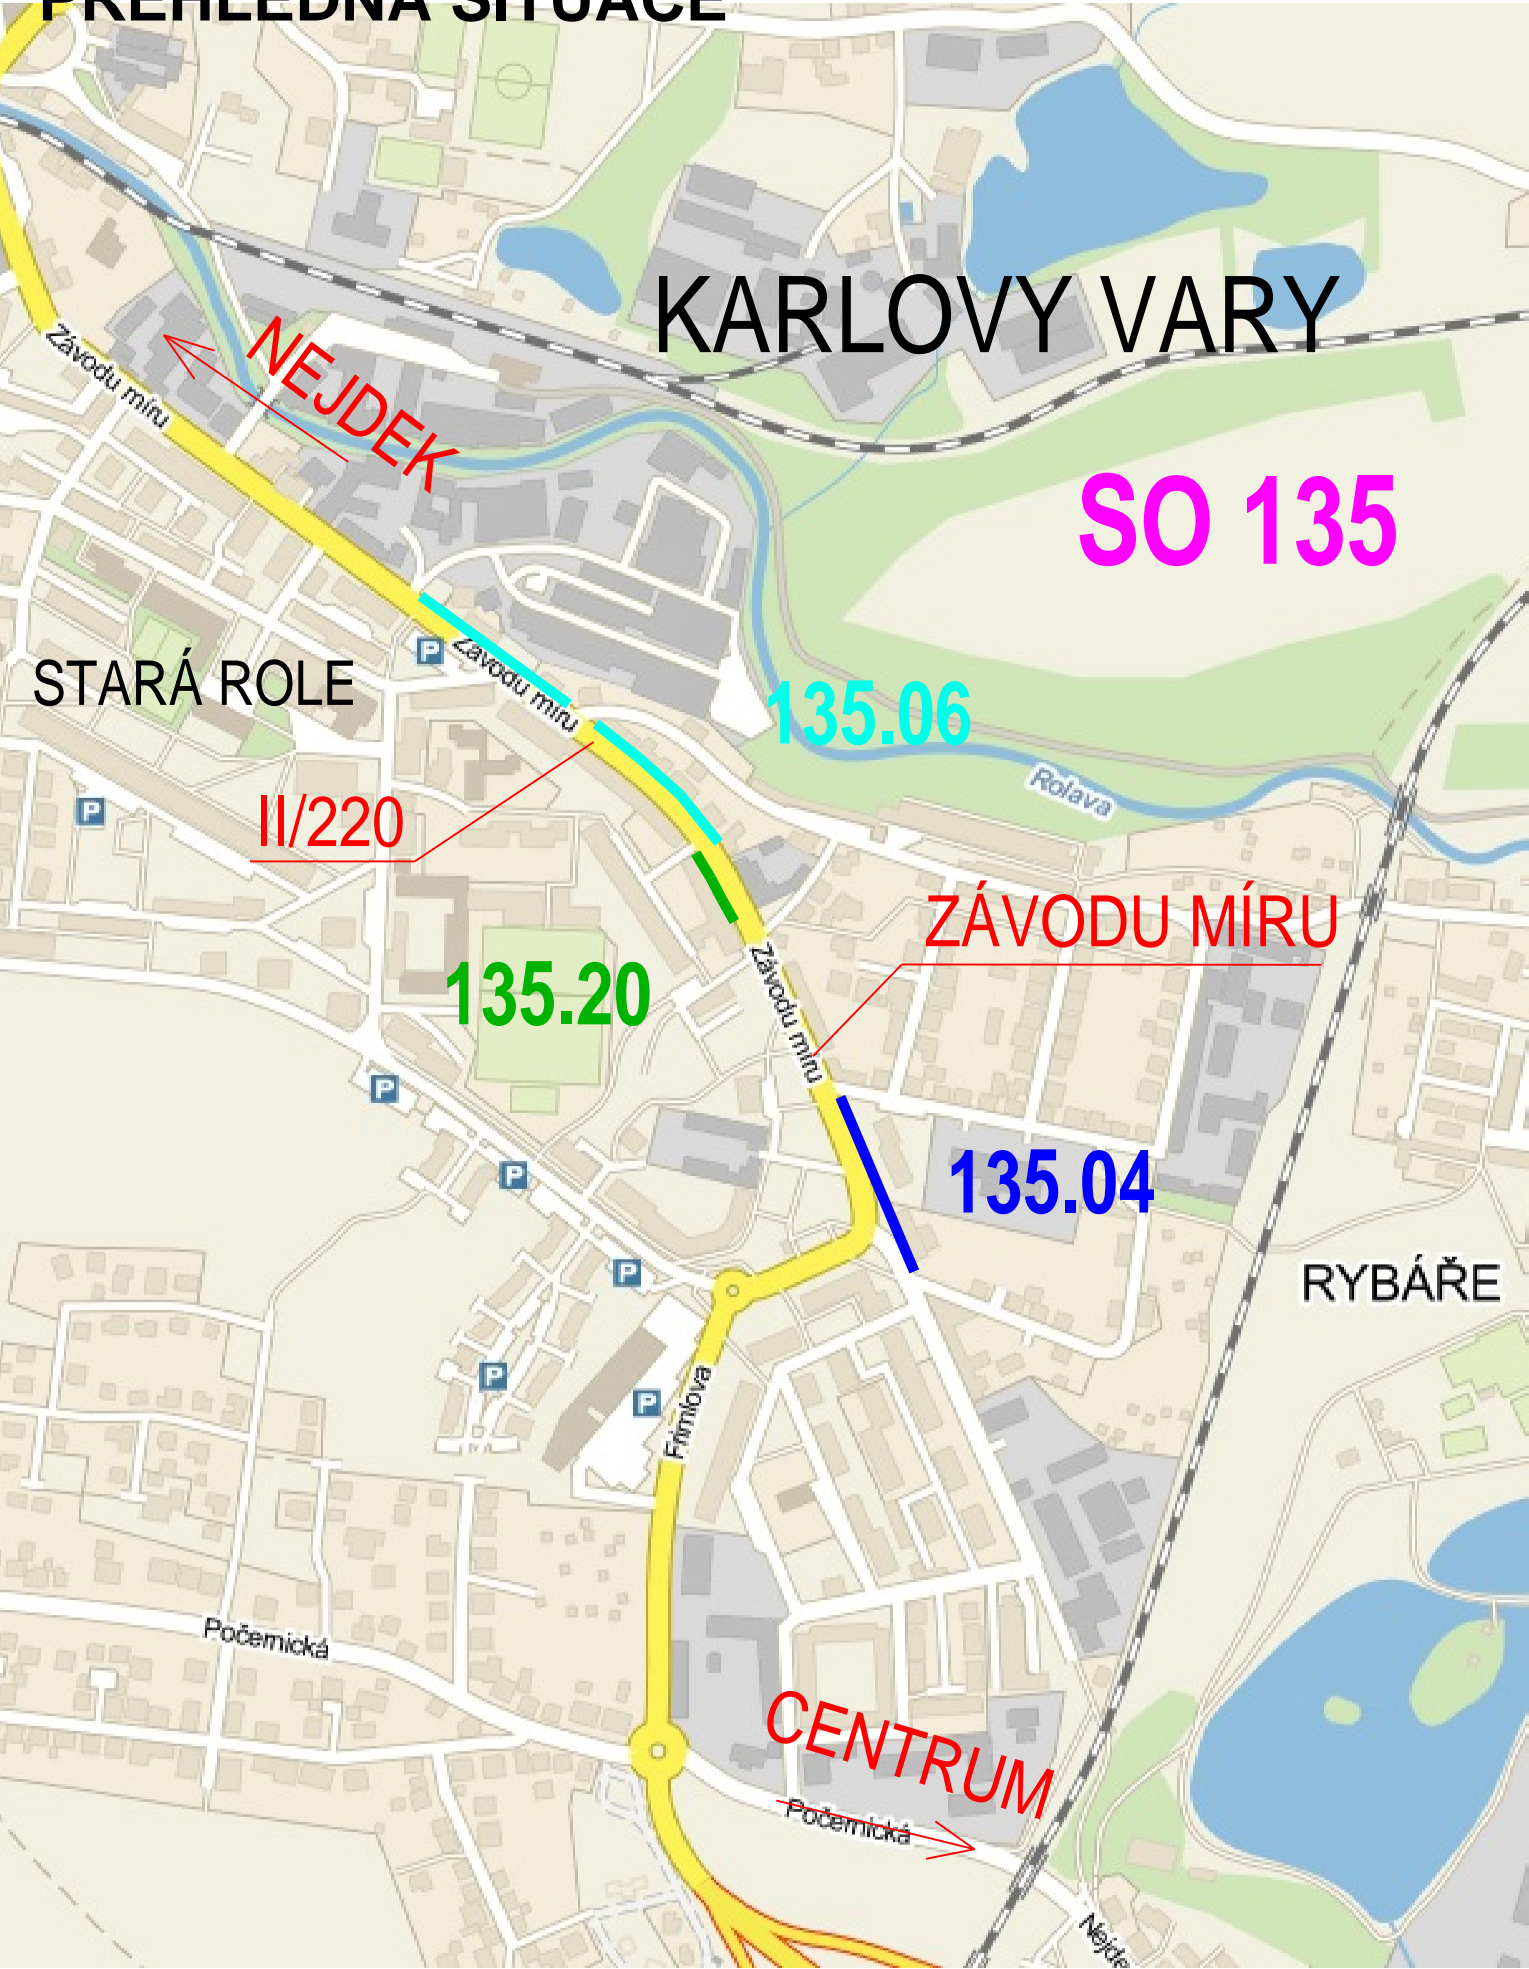 PŘEHLEDNÁ SITUACE
KARLOVY VARY
Závodu míru
NEJDEK
SO 135
P
Závodu míru
STARÁ ROLE
135.06
Rolava
P
II/220
ZÁVODU MÍRU
Závodu míru
135.20
P
135.04
P
P
RYBÁŘE
P
P
Frimlova
Počernická
CENTRUM
Počernická
Nejde